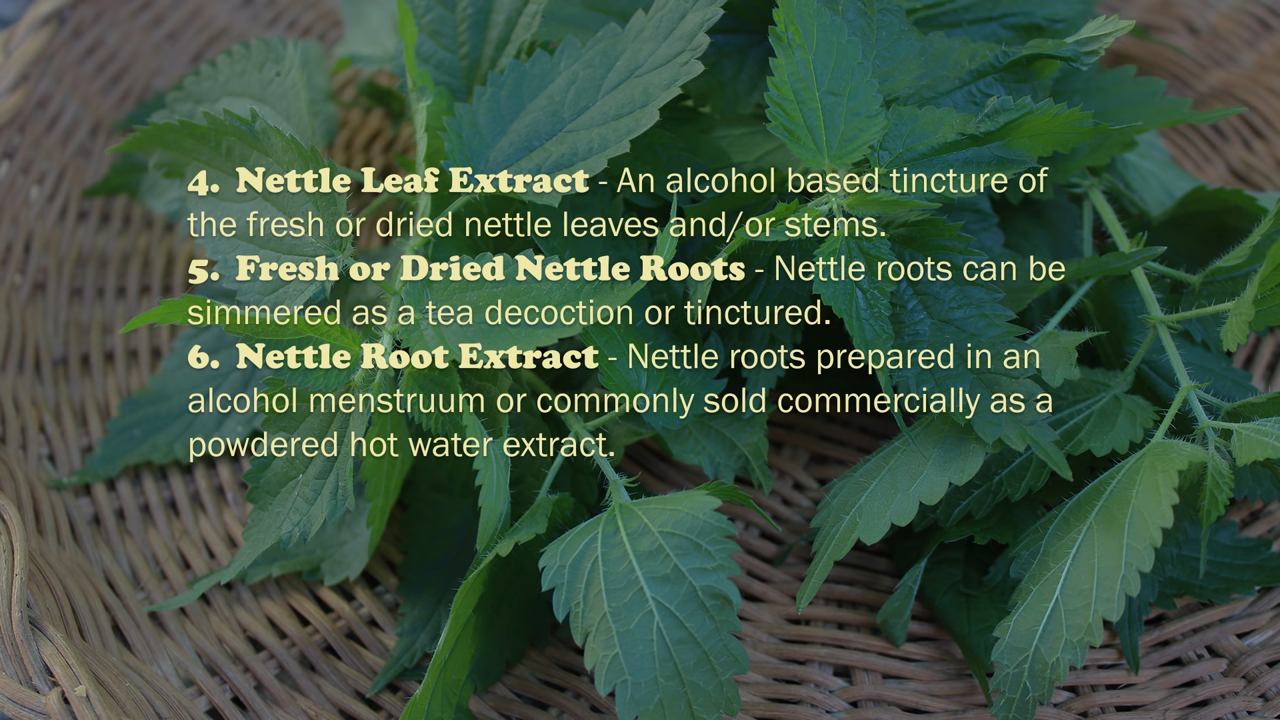 4. Nettle Leaf Extract - An alcohol based tincture of
the fresh or dried nettle leaves and/or stems.
5. Fresh or Dried Nettle Roots - Nettle roots can be
simmered as a tea decoction or tinctured.
6. Nettle Root Extract - Nettle roots prepared in an
alcohol menstruum or commonly sold commercially as a
powdered hot water extract.